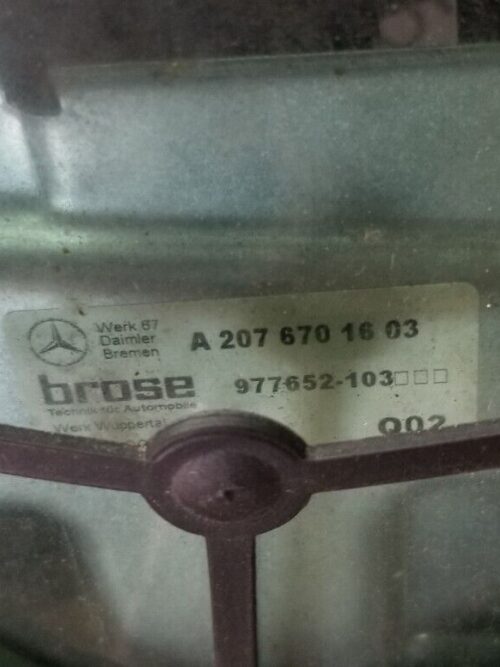 Werk 67
Daimler
Bremen
A 207 670 16 03
brose
Technik für Automobile
Werk Wuppertal
977652-103□□□
Q02